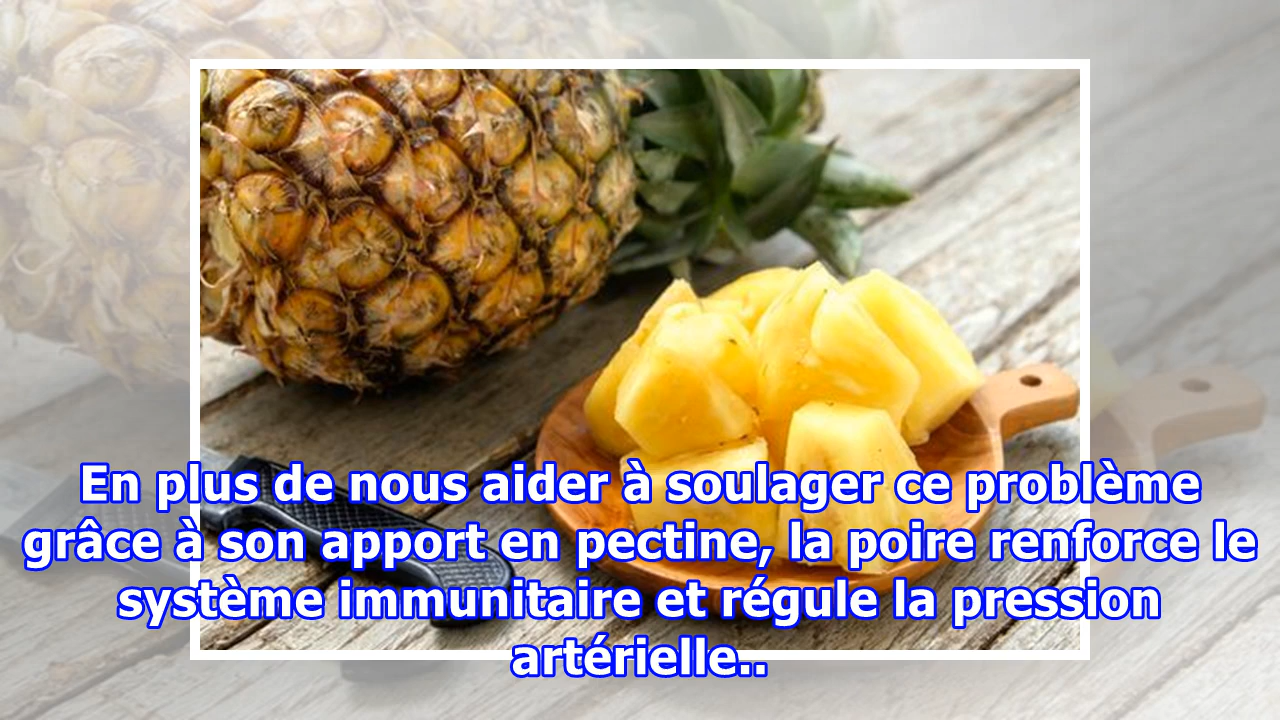 En plus de nous aider à soulager ce problème
grâce à son apport en pectine, la poire renforce le
système immunitaire et régule la pression
artérielle..